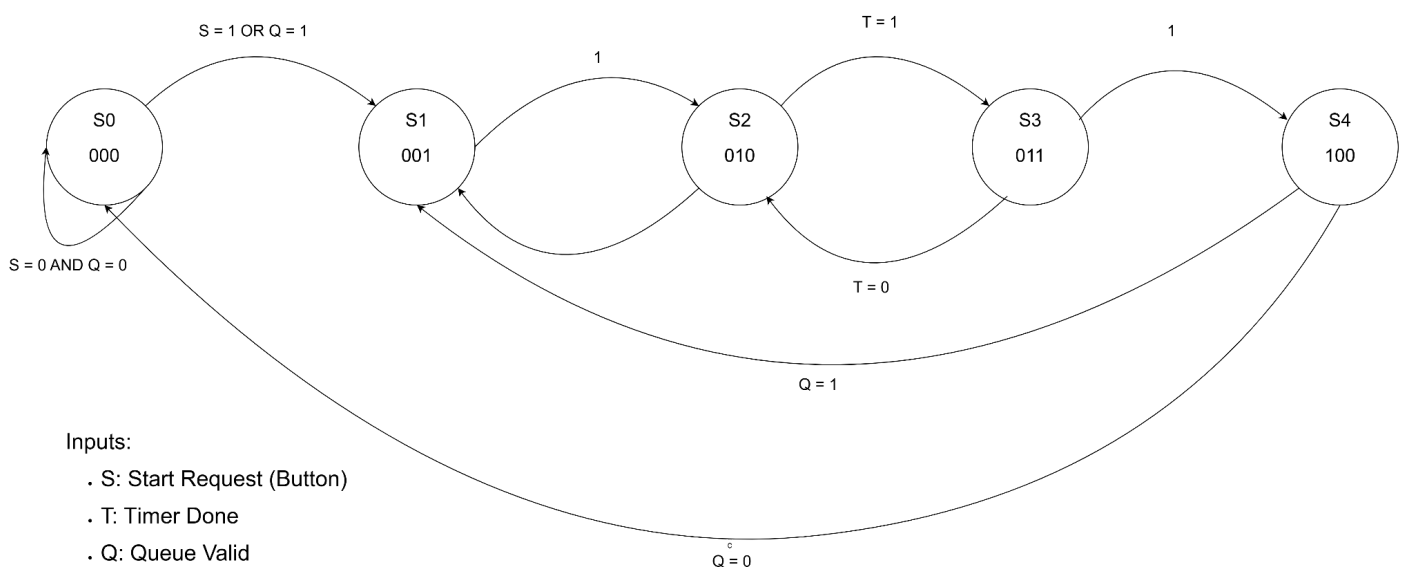 S = 1 OR Q = 1
1
T = 1
1
S0
000
S1
001
S2
010
S3
011
S4
100
S = 0 AND Q = 0
T = 0
Q = 1
c
Q = 0
Inputs:
. S: Start Request (Button)
. T: Timer Done
. Q: Queue Valid